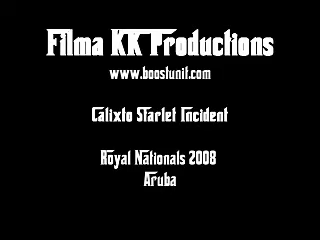 Filma KK Productions
www.boostunit.com
Calixto Starlet Incident
Royal Nationals 2008
Aruba